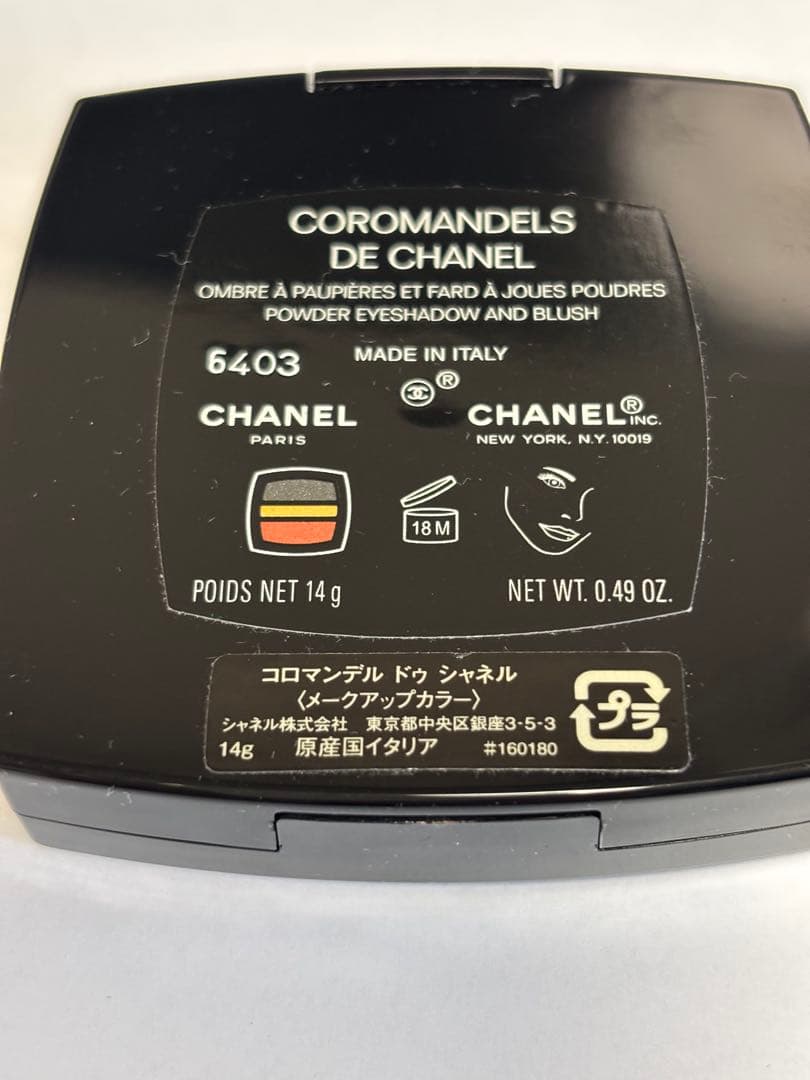 COROMANDELS
DE CHANEL
OMBRE À PAUPIÈRES ET FARD À JOUES POUDRES
POWDER EYESHADOW AND BLUSH
6403 MADE IN ITALY
®
CHANEL CHANEL® INC.
PARIS NEW YORK, N.Y. 10019
18 M
POIDS NET 14 g NET WT. 0.49 OZ.
コロマンデル ドゥ シャネル
〈メークアップカラー〉
シャネル株式会社 東京都中央区銀座3-5-3
14g 原産国イタリア #160180
プラ